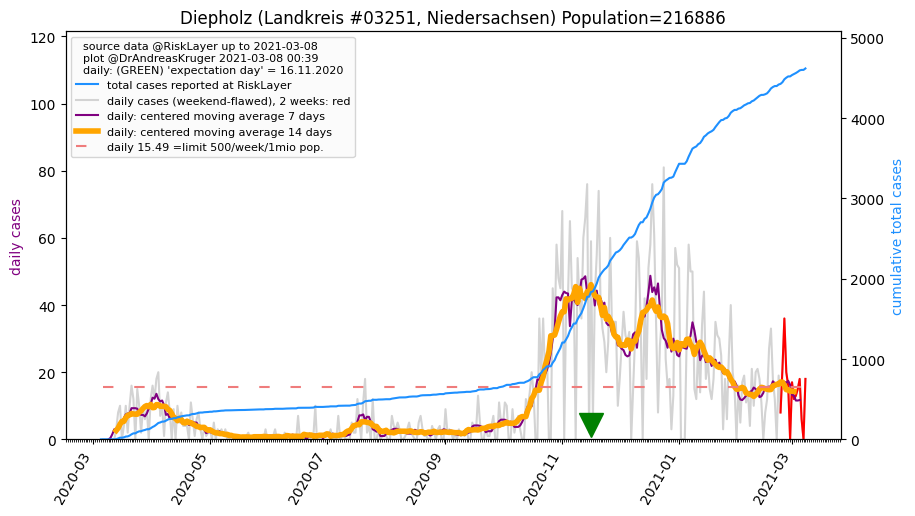 Diepholz (Landkreis #03251, Niedersachsen) Population=216886
source data @RiskLayer up to 2021-03-08
plot @DrAndreasKruger 2021-03-08 00:39
daily: (GREEN) 'expectation day' = 16.11.2020
total cases reported at RiskLayer
daily cases (weekend-flawed), 2 weeks: red
daily: centered moving average 7 days
daily: centered moving average 14 days
daily 15.49 =limit 500/week/1mio pop.
daily cases
120
100
80
60
40
20
0
cumulative total cases
5000
4000
3000
2000
1000
0
2020-03
2020-05
2020-07
2020-09
2020-11
2021-01
2021-03